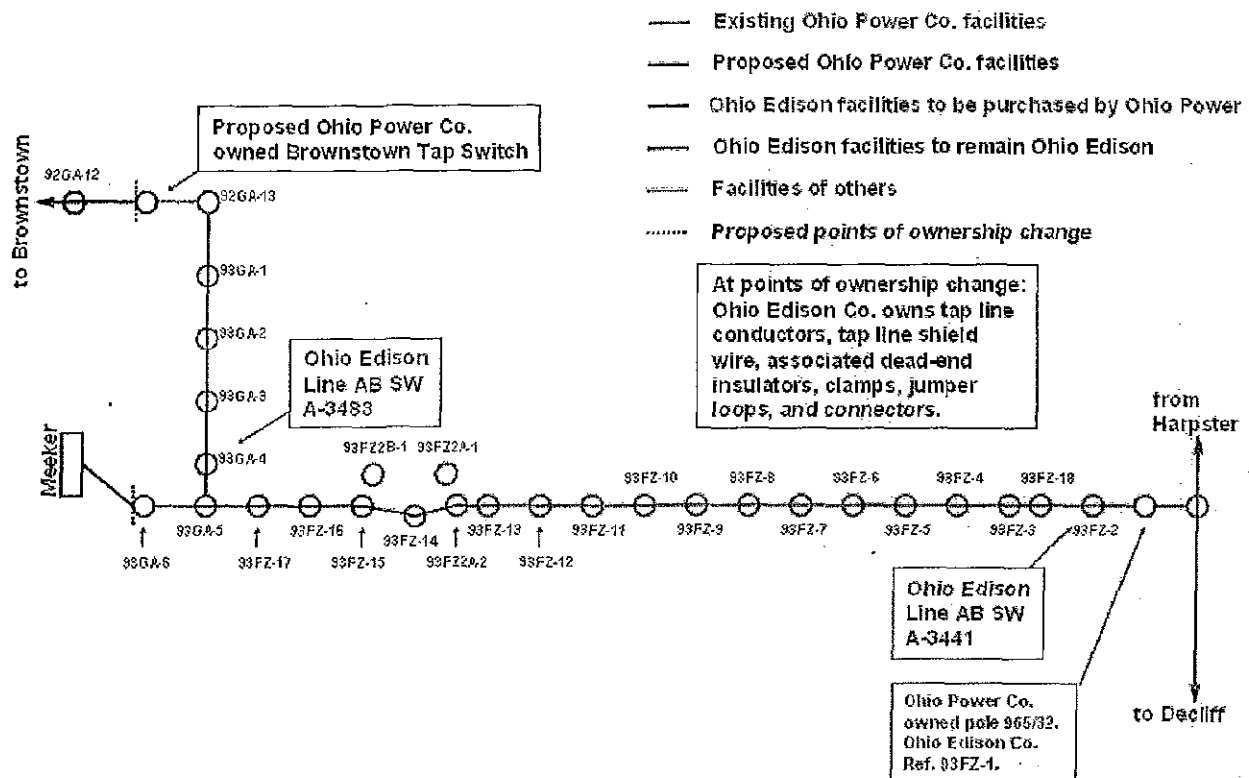 Existing Ohio Power Co. facilities
Proposed Ohio Power Co. facilities
Ohio Edison facilities to be purchased by Ohio Power
Ohio Edison facilities to remain Ohio Edison
Facilities of others
Proposed points of ownership change
Proposed Ohio Power Co.
owned Brownstown Tap Switch
92GA-12
92GA-13
to Brownstown
93GA-1
93GA-2
93GA-3
93GA-4
At points of ownership change:
Ohio Edison Co. owns tap line
conductors, tap line shield
wire, associated dead-end
insulators, clamps, jumper
loops, and connectors.
Ohio Edison
Line AB SW
A-3483
from
Harpster
Meeker
93FZ2B-1
93FZ2A-1
93FZ-10
93FZ-8
93FZ-6
93FZ-4
93FZ-18
93GA-5
93FZ-16
93FZ-14
93FZ-13
93FZ-11
93FZ-9
93FZ-7
93FZ-5
93FZ-3
93FZ-2
93GA-6
93FZ-17
93FZ-15
93FZ2A-2
93FZ-12
Ohio Edison
Line AB SW
A-3441
Ohio Power Co.
owned pole 965/32.
Ohio Edison Co.
Ref. 93FZ-1.
to Decliff